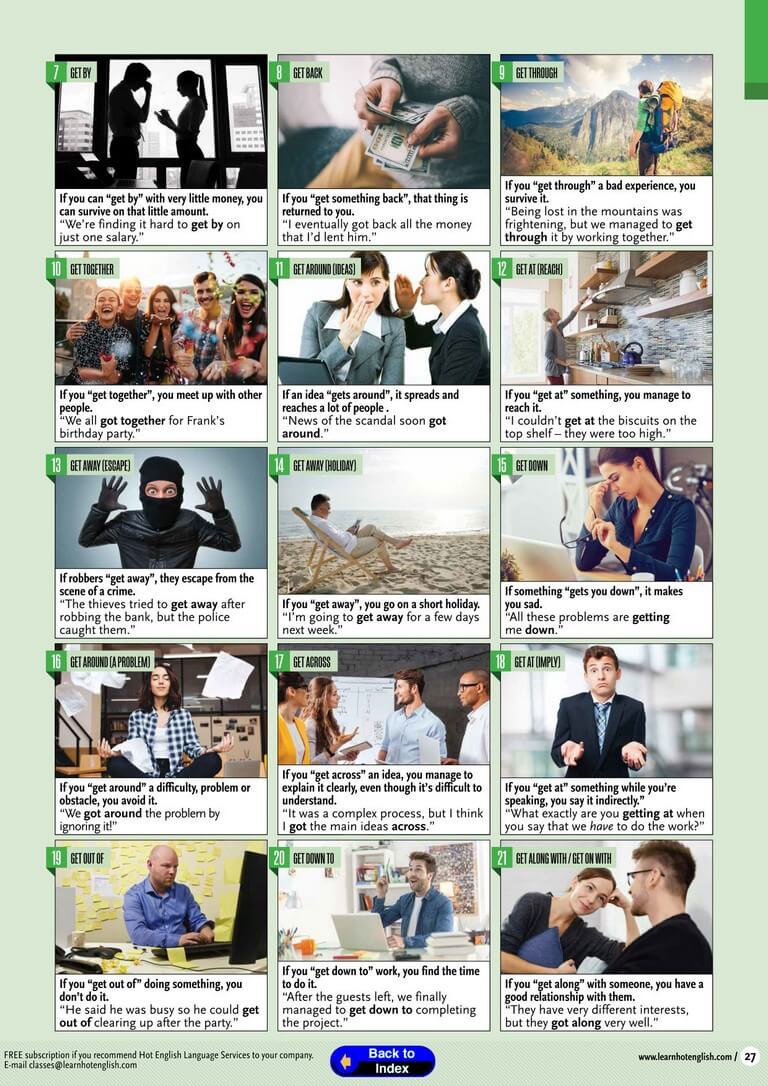 7 GET BY
If you can “get by” with very little money, you
can survive on that little amount.
“We’re finding it hard to get by on
just one salary.”
8 GET BACK
If you “get something back”, that thing is
returned to you.
“I eventually got back all the money
that I’d lent him.”
9 GET THROUGH
If you “get through” a bad experience, you
survive it.
“Being lost in the mountains was
frightening, but we managed to get
through it by working together.”
10 GET TOGETHER
If you “get together”, you meet up with other
people.
“We all got together for Frank’s
birthday party.”
11 GET AROUND (IDEAS)
If an idea “gets around”, it spreads and
reaches a lot of people .
“News of the scandal soon got
around.”
12 GET AT (REACH)
If you “get at” something, you manage to
reach it.
“I couldn’t get at the biscuits on the
top shelf – they were too high.”
13 GET AWAY (ESCAPE)
If robbers “get away”, they escape from the
scene of a crime.
“The thieves tried to get away after
robbing the bank, but the police
caught them.”
14 GET AWAY (HOLIDAY)
If you “get away”, you go on a short holiday.
“I’m going to get away for a few days
next week.”
15 GET DOWN
If something “gets you down”, it makes
you sad.
“All these problems are getting
me down.”
16 GET AROUND (A PROBLEM)
If you “get around” a difficulty, problem or
obstacle, you avoid it.
“We got around the problem by
ignoring it!”
17 GET ACROSS
If you “get across” an idea, you manage to
explain it clearly, even though it’s difficult to
understand.
“It was a complex process, but I think
I got the main ideas across.”
18 GET AT (IMPLY)
If you “get at” something while you’re
speaking, you say it indirectly.”
“What exactly are you getting at when
you say that we have to do the work?”
19 GET OUT OF
If you “get out of” doing something, you
don’t do it.
“He said he was busy so he could get
out of clearing up after the party.”
20 GET DOWN TO
If you “get down to” work, you find the time
to do it.
“After the guests left, we finally
managed to get down to completing
the project.”
21 GET ALONG WITH / GET ON WITH
If you “get along” with someone, you have a
good relationship with them.
“They have very different interests,
but they got along very well.”
FREE subscription if you recommend Hot English Language Services to your company.
E-mail classes@learnhotenglish.com
Back to
Index
www.learnhotenglish.com / 27